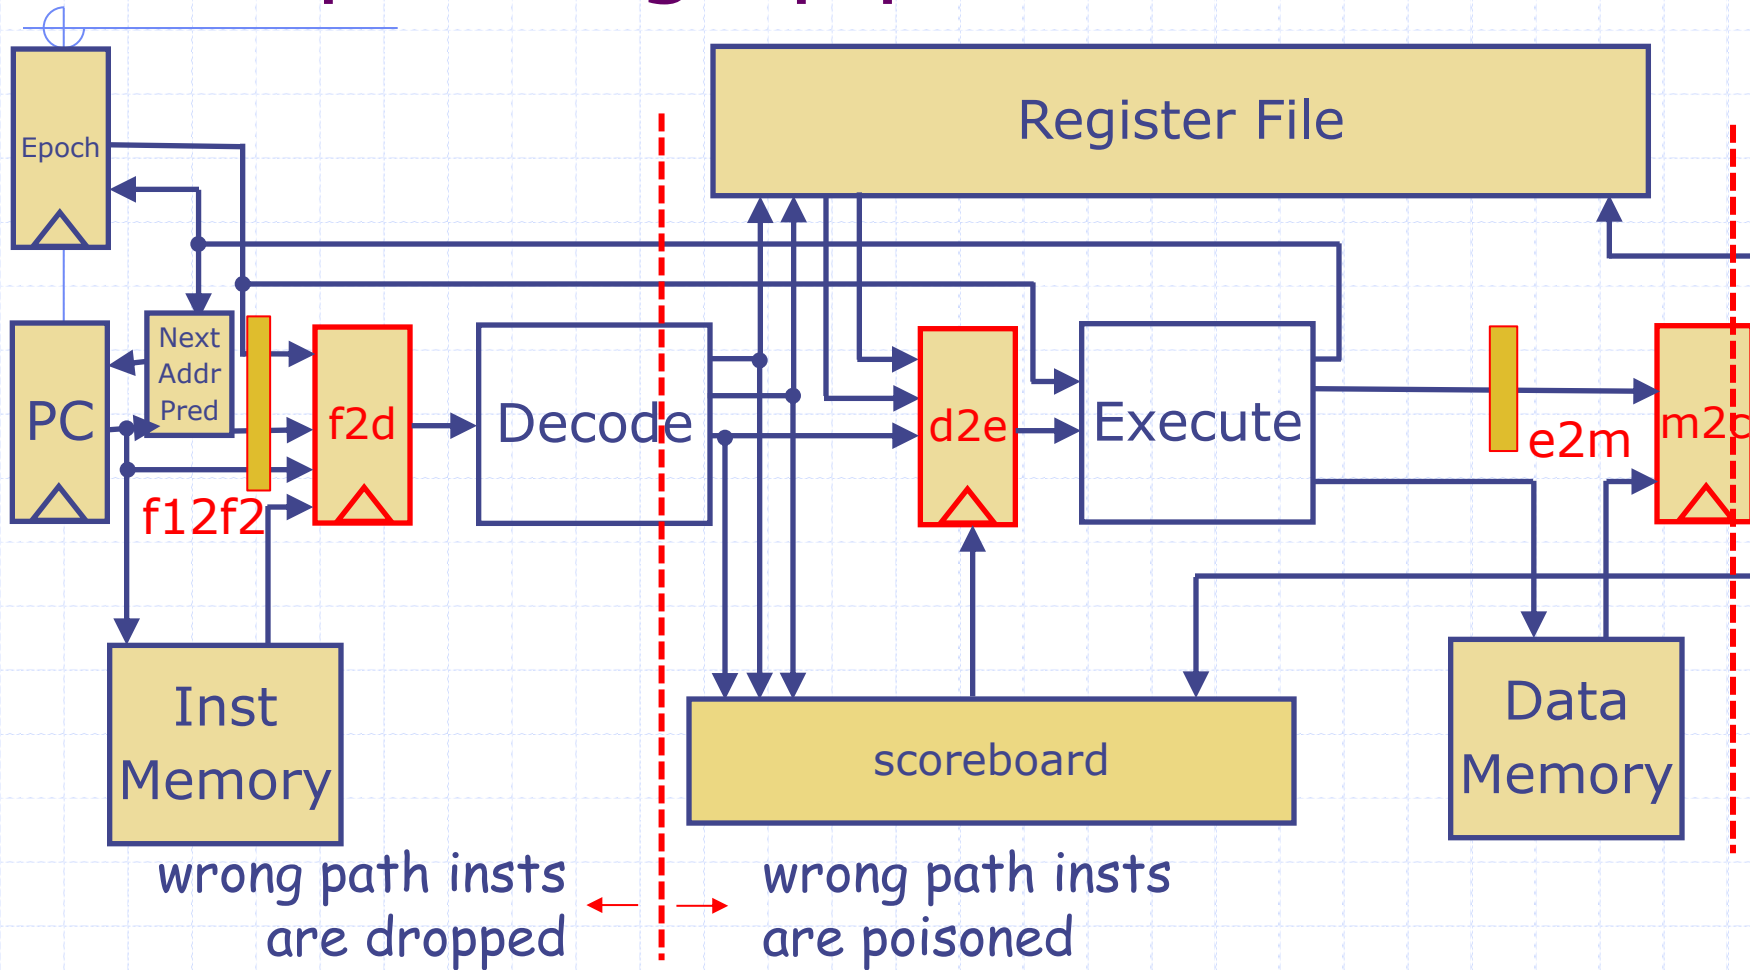 Register File
Epoch
Next
Addr
Pred
PC
f2d
Decode
d2e
Execute
e2m
f12f2
Inst
Memory
scoreboard
Data
Memory
wrong path insts
are dropped
wrong path insts
are poisoned